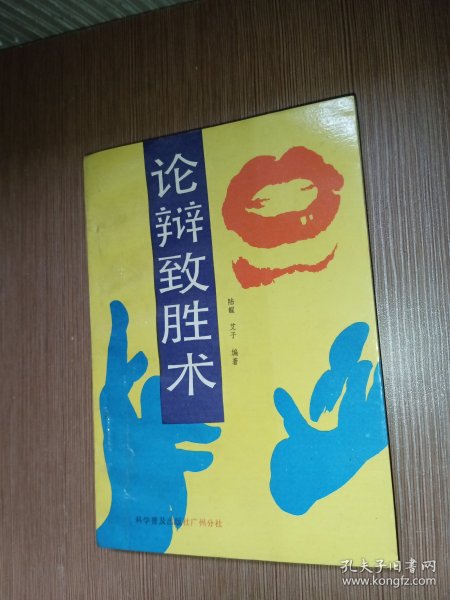 论辩致胜术
陆鲲 艾子 编著
科学普及出版社广州分社
孔夫子旧书网
www.kongfz.com